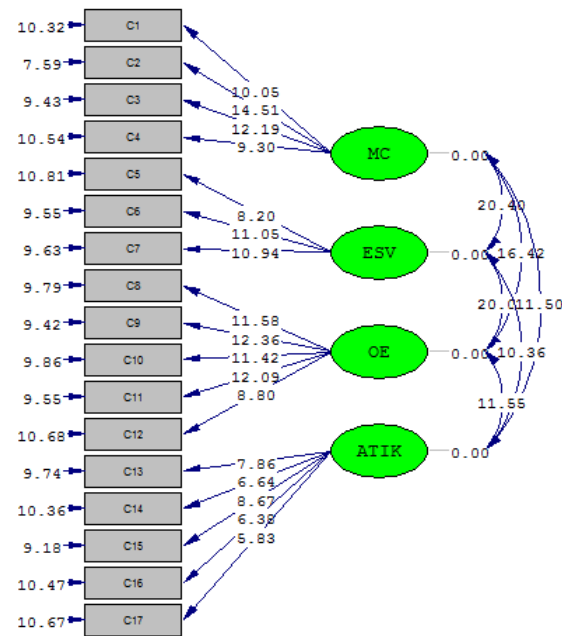 10.32 C1
7.59 C2
9.43 C3
10.54 C4
10.81 C5
9.55 C6
9.63 C7
9.79 C8
9.42 C9
9.86 C10
9.55 C11
10.68 C12
9.74 C13
10.36 C14
9.18 C15
10.47 C16
10.67 C17
10.05
14.51
12.19
9.30
8.20
11.05
10.94
11.58
12.36
11.42
12.09
8.80
7.86
6.64
8.67
6.38
5.83
MC 0.00
ESV 0.00
OE 0.00
ATIK 0.00
20.40
16.42
11.50
10.36
11.55